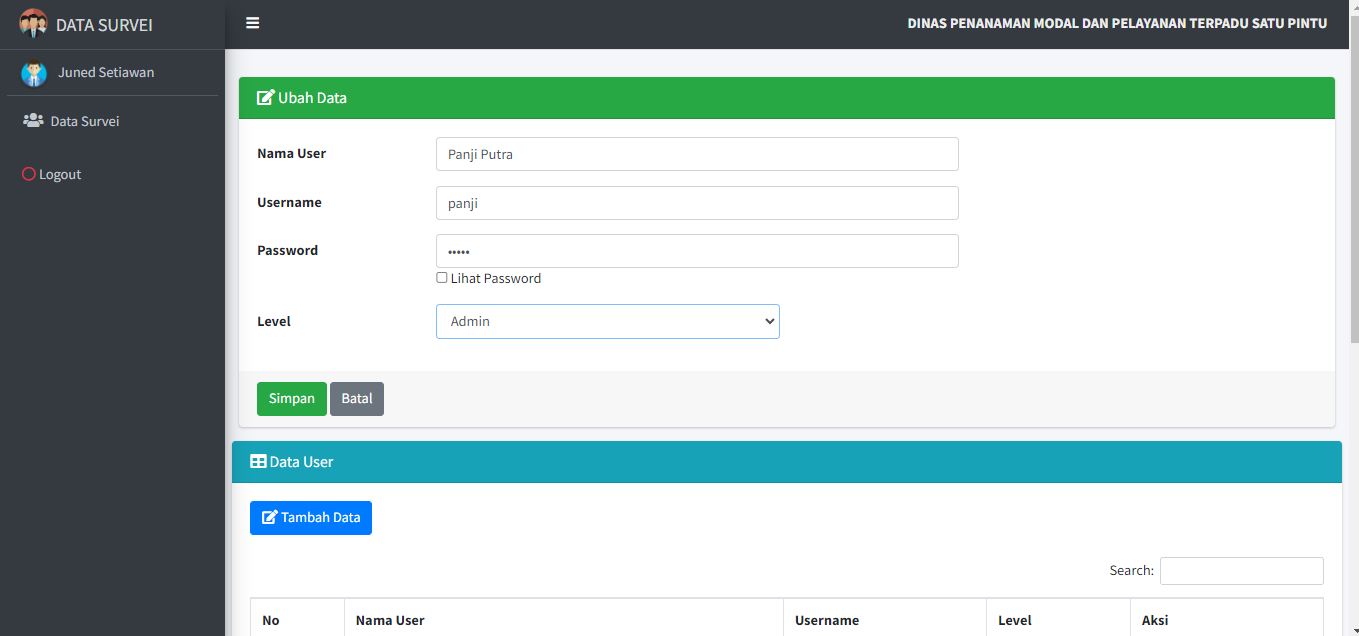 DATA SURVEI
DINAS PENANAMAN MODAL DAN PELAYANAN TERPADU SATU PINTU
Juned Setiawan
Data Survei
Logout
Ubah Data
Nama User Panji Putra
Username panji
Password •••••
Lihat Password
Level Admin
Simpan Batal
Data User
Tambah Data
Search:
No Nama User Username Level Aksi